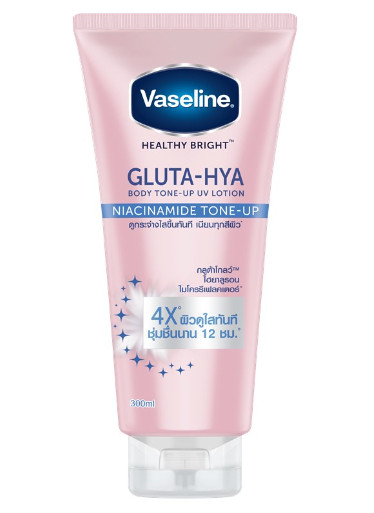 Vaseline.
HEALTHY BRIGHT™
GLUTA-HYA
BODY TONE-UP UV LOTION
NIACINAMIDE TONE-UP
ดูกระจ่างใสขึ้นทันที เนียนทุกสีผิว
กลูต้าโกลว์™
ไฮยาลูรอน
ไมโครรีเฟลคเตอร์*
4X° ผิวดูใสทันที
ชุ่มชื้นนาน 12 ชม.*
300ml